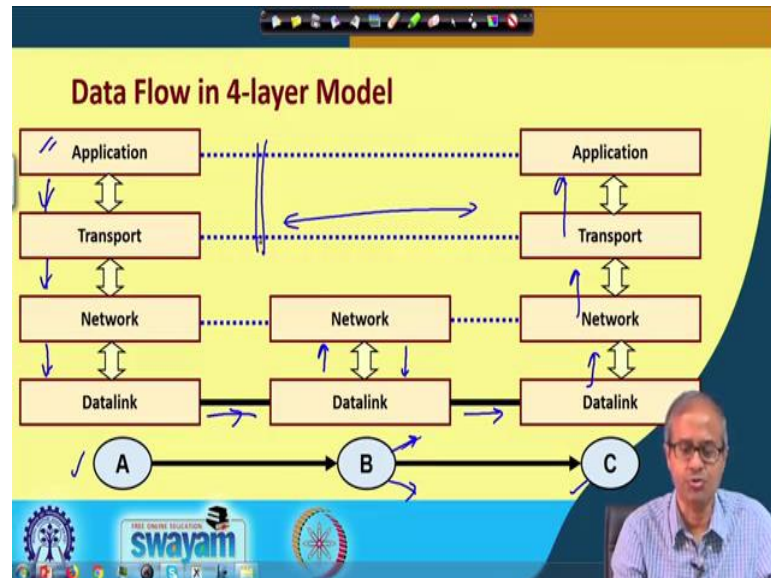 Data Flow in 4-layer Model
Application
Application
Transport
Transport
Network
Network
Network
Datalink
Datalink
Datalink
A
B
C
FREE ONLINE EDUCATION
swayam